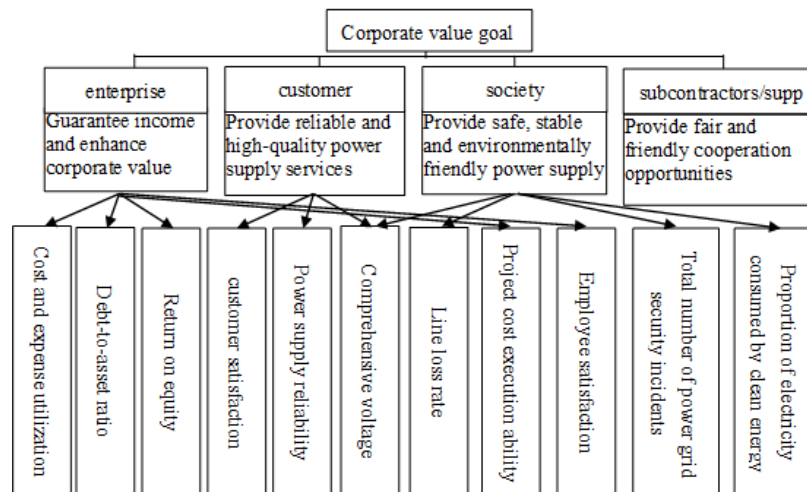 Corporate value goal
enterprise
Guarantee income
and enhance
corporate value
customer
Provide reliable and
high-quality power
supply services
society
Provide safe, stable
and environmentally
friendly power supply
subcontractors/supp
Provide fair and
friendly cooperation
opportunities
Cost and expense utilization
Debt-to-asset ratio
Return on equity
customer satisfaction
Power supply reliability
Comprehensive voltage
Line loss rate
Project cost execution ability
Employee satisfaction
Total number of power grid
security incidents
Proportion of electricity
consumed by clean energy